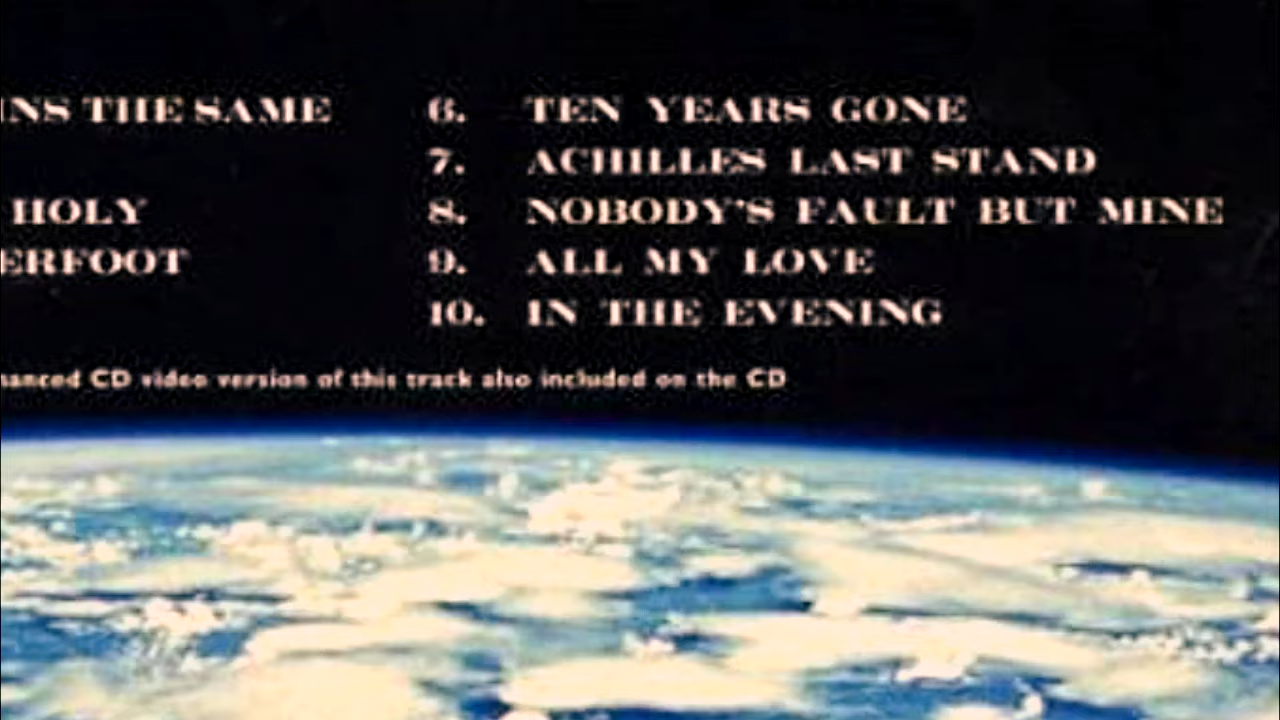 INS THE SAME
HOLY
ERFOOT
6. TEN YEARS GONE
7. ACHILLES LAST STAND
8. NOBODY'S FAULT BUT MINE
9. ALL MY LOVE
10. IN THE EVENING
hanced CD video version of this track also included on the CD